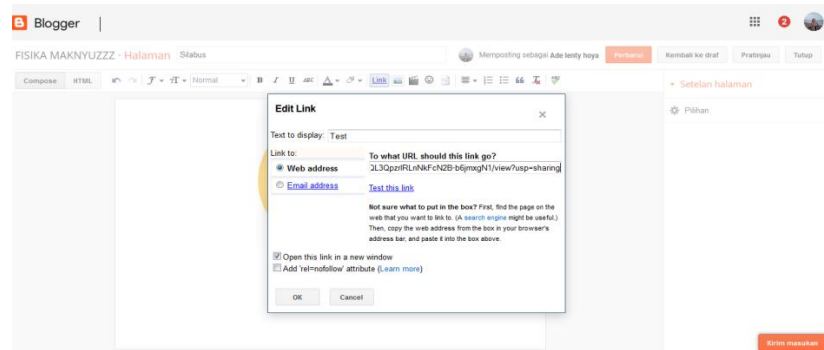 Blogger
2
FISIKA MAKNYUZZZ · Halaman Silabus Memposting sebagai Ade lenty hoya Perbarui Kembali ke draf Pratinjau Tutup
Compose HTML Normal B I U ABC A Link
Setelan halaman
Pilihan
Edit Link
Text to display: Test
Link to:
To what URL should this link go?
Web address
QL3QpzrIRLnNkFcN2B-b6jmxgN1/view?usp=sharing
Email address
Test this link
Not sure what to put in the box? First, find the page on the
web that you want to link to. (A search engine might be useful.)
Then, copy the web address from the box in your browser's
address bar, and paste it into the box above.
Open this link in a new window
Add 'rel=nofollow' attribute (Learn more)
OK Cancel
Kirim masukan